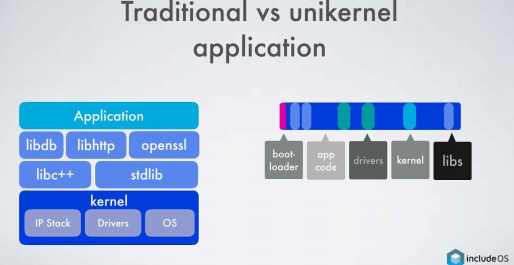 Traditional vs unikernel
application
Application
libdb libhttp openssl
libc++ stdlib
kernel
IP Stack Drivers OS
boot-
loader
app
code
drivers
kernel
libs
includeOS